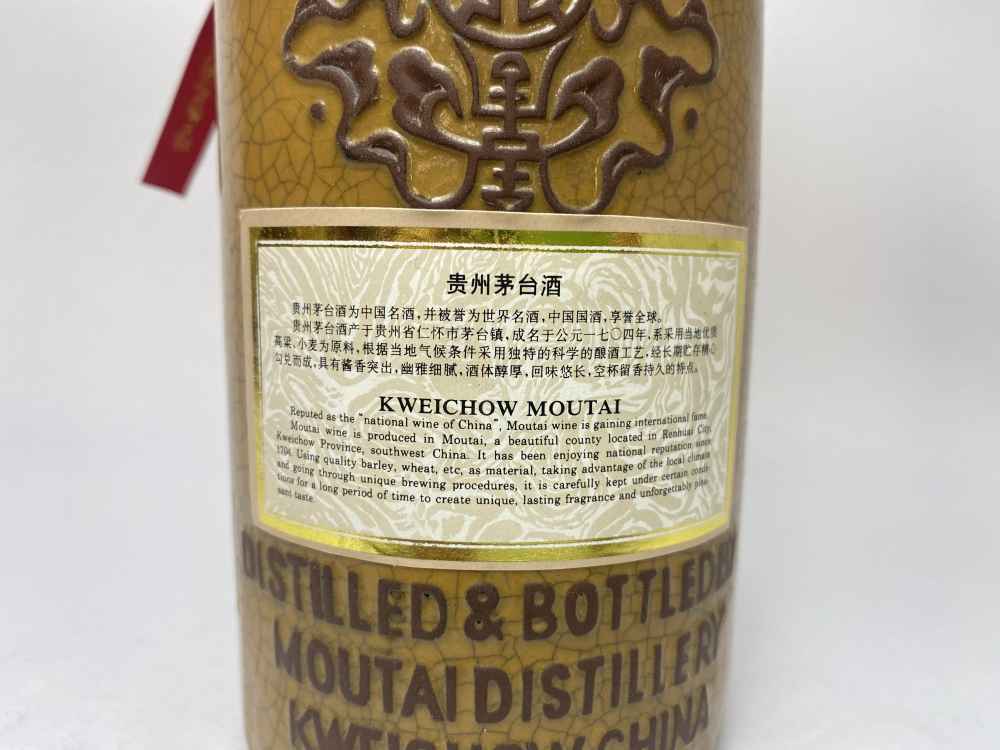 贵州茅台酒
贵州茅台酒为中国名酒,并被誉为世界名酒,中国国酒,享誉全球。
贵州茅台酒产于贵州省仁怀市茅台镇,成名于公元一七〇四年,系采用当地优质
高粱、小麦为原料,根据当地气候条件采用独特的科学的酿酒工艺,经长期贮存精心
勾兑而成,具有酱香突出,幽雅细腻,酒体醇厚,回味悠长,空杯留香持久的特点。
KWEICHOW MOUTAI
Reputed as the "national wine of China", Moutai wine is gaining international fame.
Moutai wine is produced in Moutai, a beautiful county located in Renhuai City,
Kweichow Province, southwest China. It has been enjoying national reputation since
1704. Using quality barley, wheat, etc, as material, taking advantage of the local climate
and going through unique brewing procedures, it is carefully kept under certain condi-
tions for a long period of time to create unique, lasting fragrance and unforgettably plea-
sant taste.
DISTILLED & BOTTLED BY
MOUTAI DISTILLERY
KWEICHOW CHINA